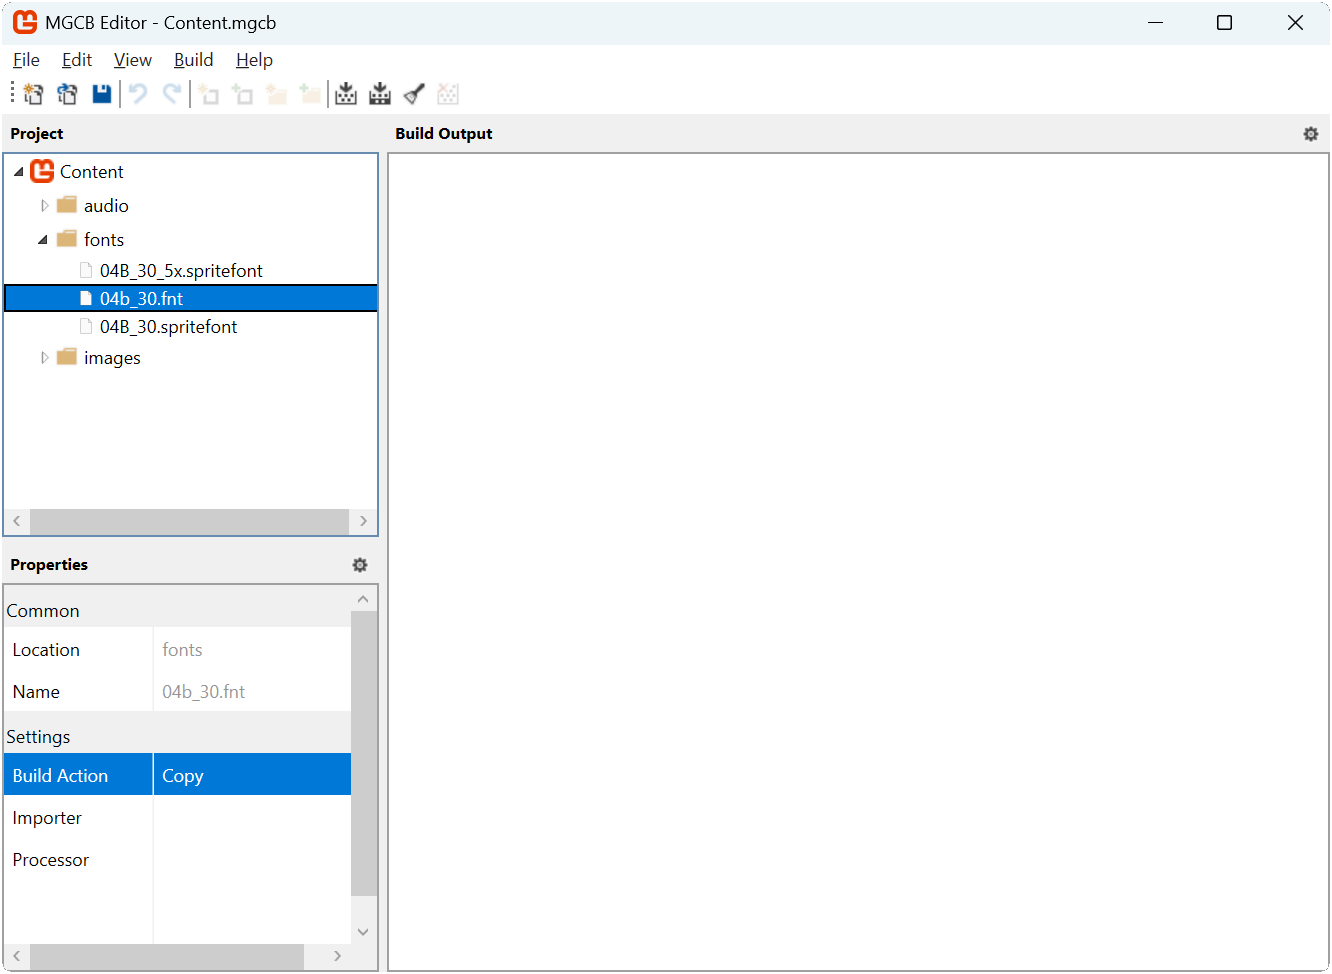 MGCB Editor - Content.mgcb
File Edit View Build Help
Project
Build Output
Content
audio
fonts
04B_30_5x.spritefont
04b_30.fnt
04B_30.spritefont
images
Properties
Common
Location fonts
Name 04b_30.fnt
Settings
Build Action Copy
Importer
Processor